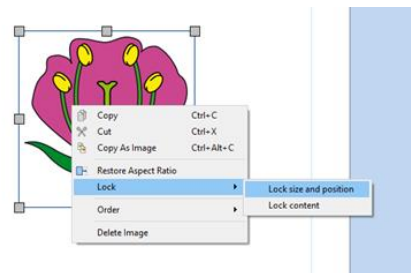 Copy Ctrl+C
Cut Ctrl+X
Copy As Image Ctrl+Alt+C
Restore Aspect Ratio
Lock
Lock size and position
Order
Lock content
Delete Image